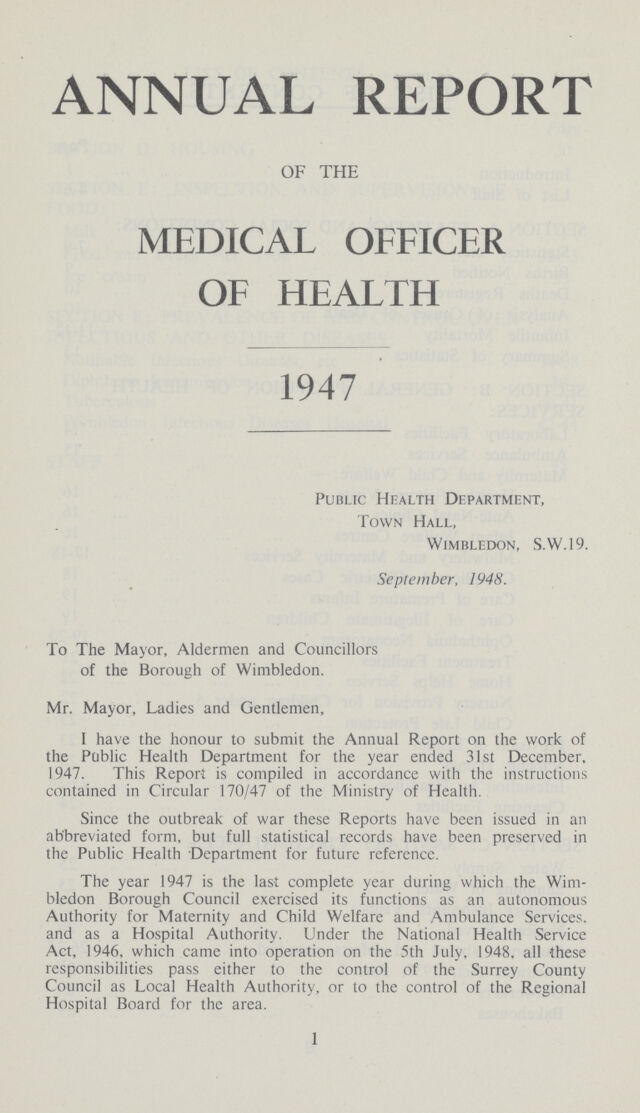 ANNUAL REPORT
OF THE
MEDICAL OFFICER
OF HEALTH
1947
Public Health Department,
Town Hall,
Wimbledon, S.W.19.
September, 1948.
To The Mayor, Aldermen and Councillors
of the Borough of Wimbledon.
Mr. Mayor, Ladies and Gentlemen,
I have the honour to submit the Annual Report on the work of
the Public Health Department for the year ended 31st December,
1947. This Report is compiled in accordance with the instructions
contained in Circular 170/47 of the Ministry of Health.
Since the outbreak of war these Reports have been issued in an
abbreviated form, but full statistical records have been preserved in
the Public Health Department for future reference.
The year 1947 is the last complete year during which the Wim-
bledon Borough Council exercised its functions as an autonomous
Authority for Maternity and Child Welfare and Ambulance Services,
and as a Hospital Authority. Under the National Health Service
Act, 1946, which came into operation on the 5th July, 1948, all these
responsibilities pass either to the control of the Surrey County
Council as Local Health Authority, or to the control of the Regional
Hospital Board for the area.
1